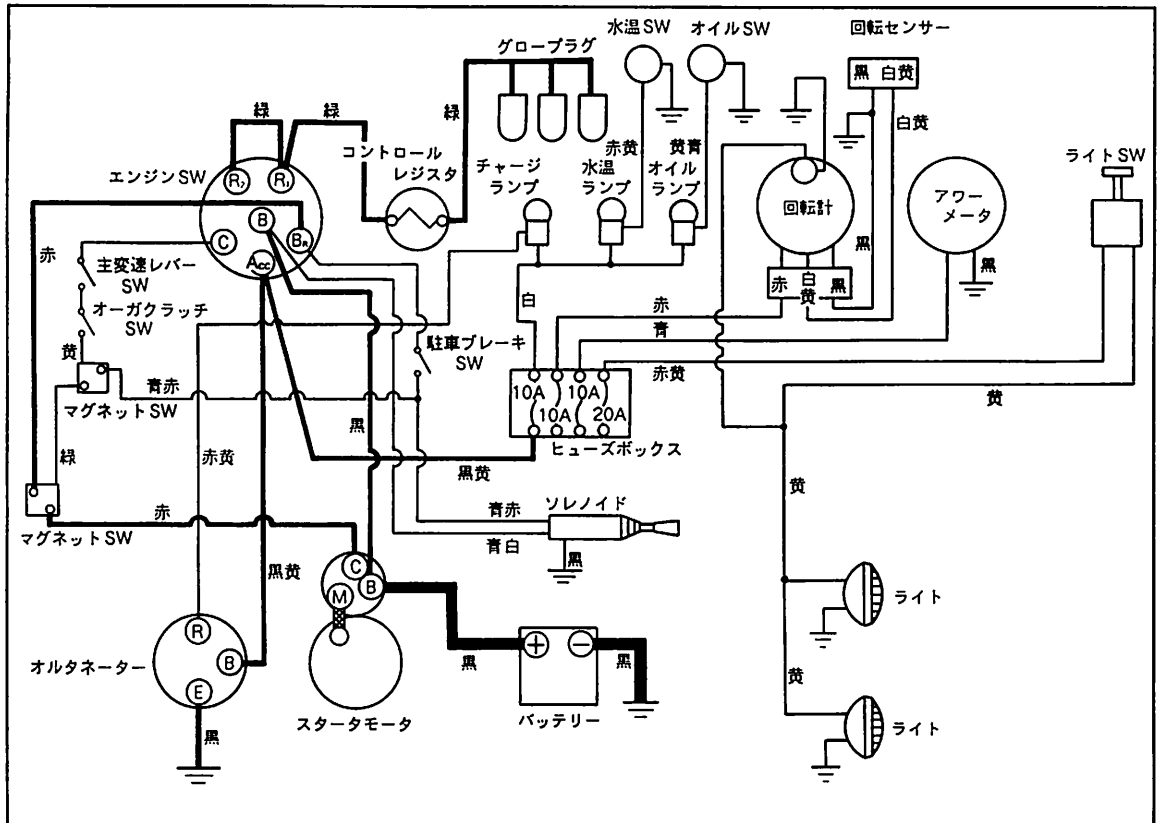 水温SW
オイルSW
回転センサー
グロープラグ
黒 白黄
緑
緑
緑
コントロール
レジスタ
赤黄
黄青
白黄
ライトSW
エンジンSW
R₂
R₁
チャージ
ランプ
水温
ランプ
オイル
ランプ
回転計
アワー
メータ
B
C
BR
ACC
赤
主変速レバー
SW
オーガクラッチ
SW
黄
黒
黒
赤
白
黄
黒
白
赤
青
赤黄
黄
駐車ブレーキ
SW
10A
10A
10A
20A
ヒューズボックス
マグネットSW
青赤
黒
緑
赤黄
黒黄
黄
マグネットSW
赤
青赤
青白
ソレノイド
黒
黒黄
C
B
M
ライト
R
B
E
オルタネーター
黒
スタータモータ
黒
+
−
黒
バッテリー
黄
ライト